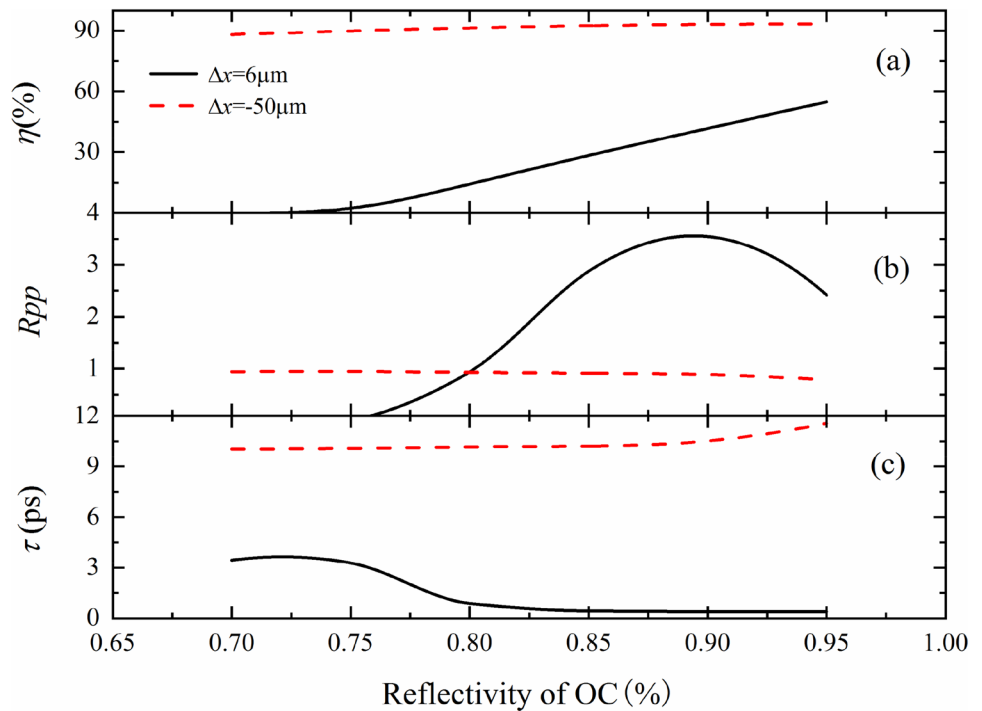 90
60
30
4
η(%)
(a)
Δx=6μm
Δx=-50μm
3
2
1
12
Rpp
(b)
9
6
3
0
τ(ps)
(c)
0.65 0.70 0.75 0.80 0.85 0.90 0.95 1.00
Reflectivity of OC(%)